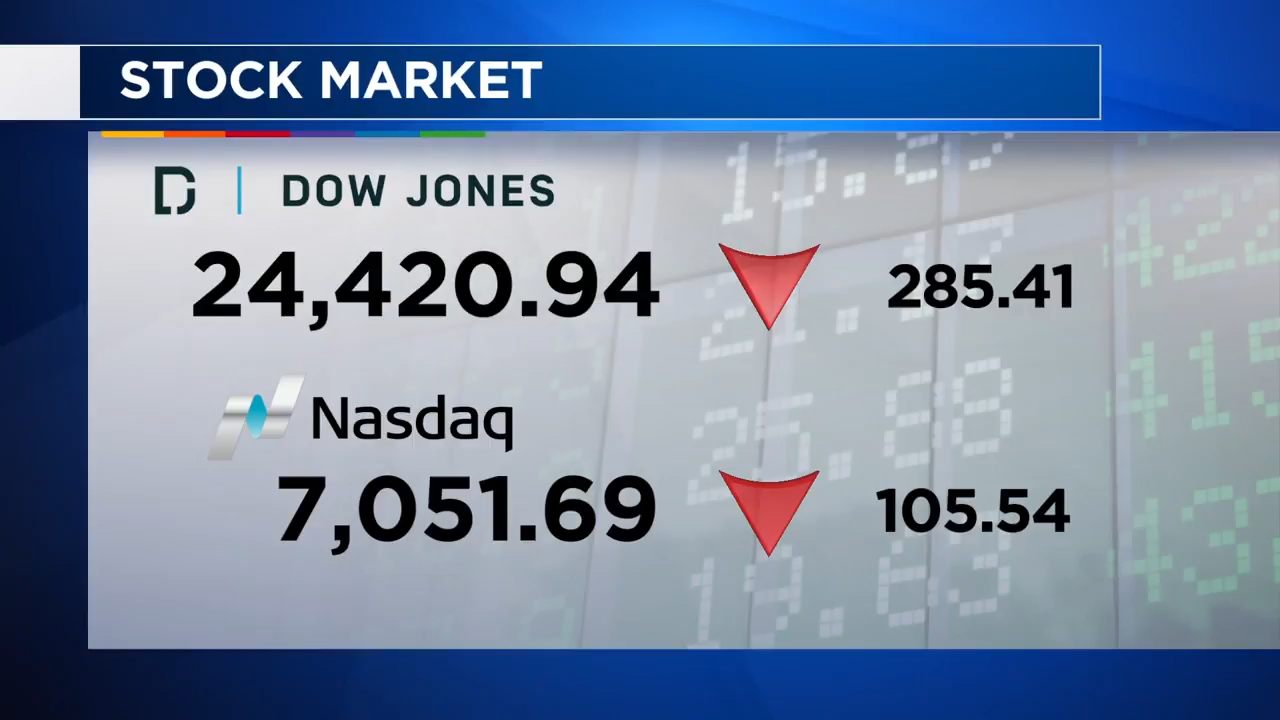 STOCK MARKET
DOW JONES
24,420.94 285.41
Nasdaq
7,051.69 105.54